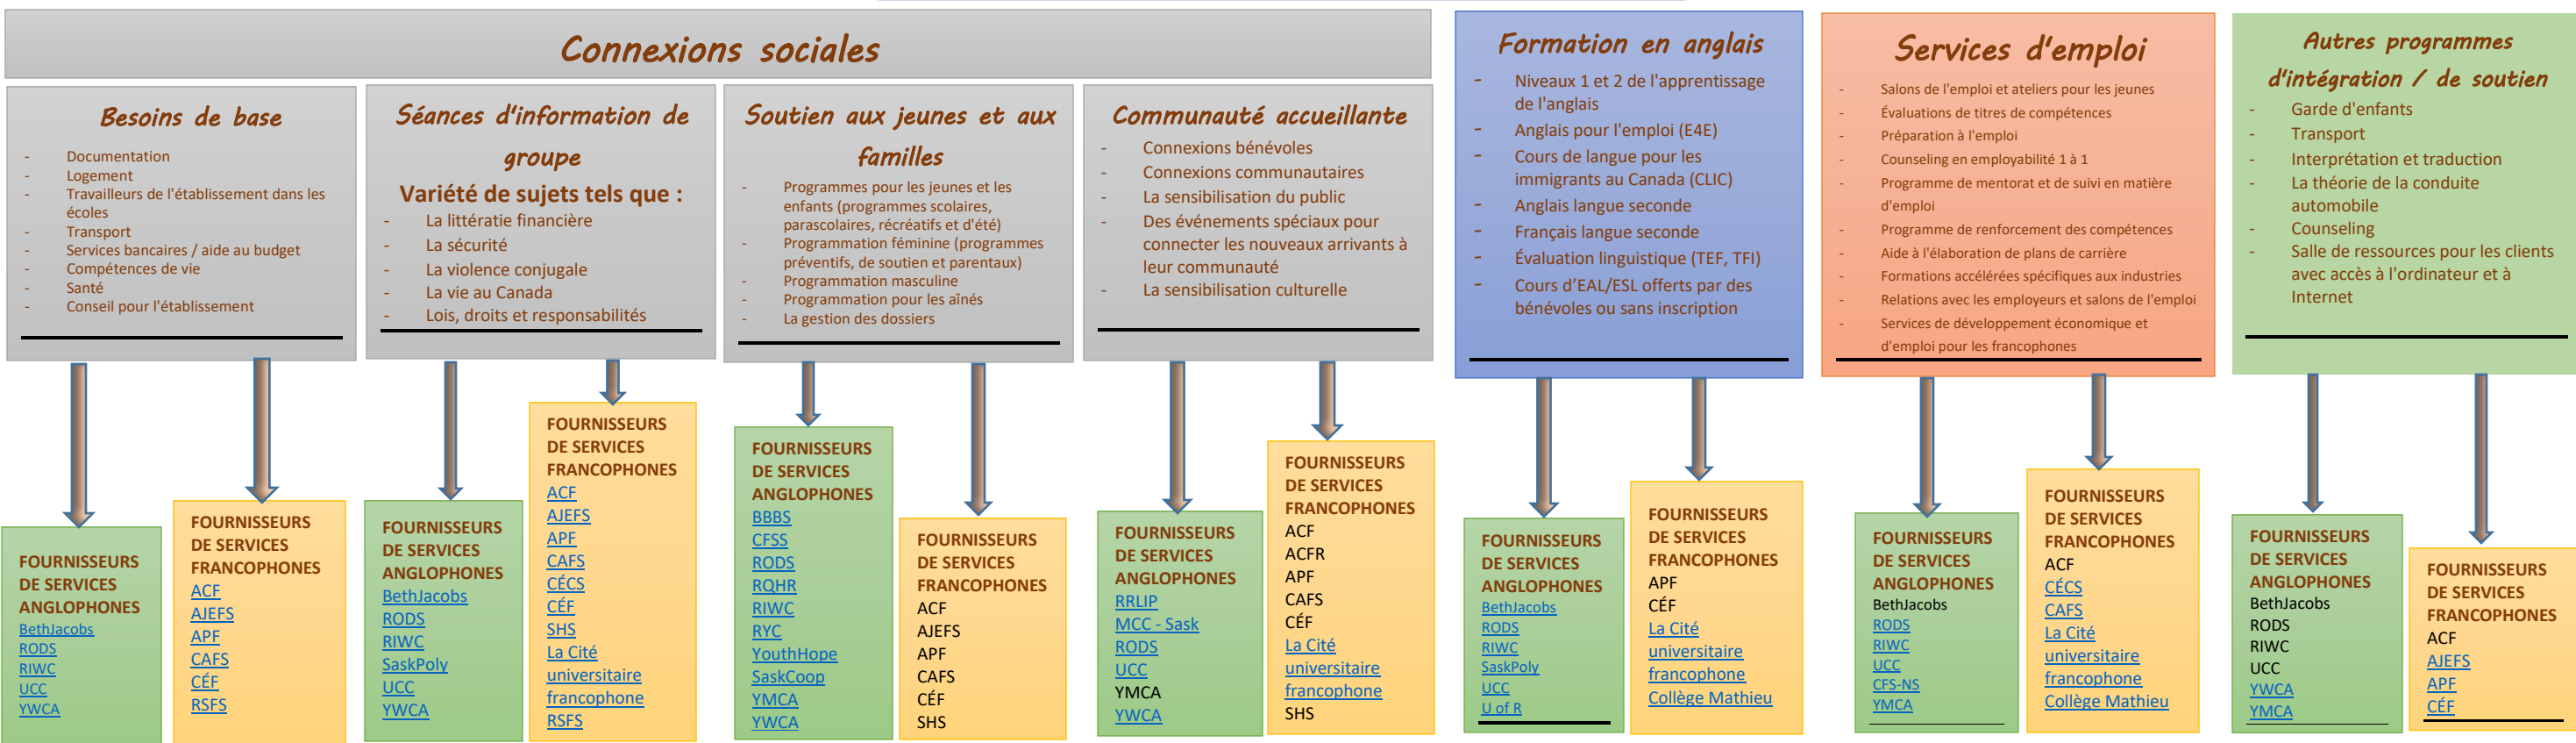 Connexions sociales
Besoins de base
- Documentation
- Logement
- Travailleurs de l'établissement dans les
écoles
- Transport
- Services bancaires / aide au budget
- Compétences de vie
- Santé
- Conseil pour l'établissement
FOURNISSEURS
DE SERVICES
ANGLOPHONES
BethJacobs
RODS
RIWC
UCC
YWCA
FOURNISSEURS
DE SERVICES
FRANCOPHONES
ACF
AJEFS
APF
CAFS
CÉF
RSFS
Séances d'information de
groupe
Variété de sujets tels que :
- La littératie financière
- La sécurité
- La violence conjugale
- La vie au Canada
- Lois, droits et responsabilités
FOURNISSEURS
DE SERVICES
ANGLOPHONES
BethJacobs
RODS
RIWC
SaskPoly
UCC
YWCA
FOURNISSEURS
DE SERVICES
FRANCOPHONES
ACF
AJEFS
APF
CAFS
CÉCS
CÉF
SHS
La Cité
universitaire
francophone
RSFS
Soutien aux jeunes et aux
familles
- Programmes pour les jeunes et les
enfants (programmes scolaires,
parascolaires, récréatifs et d'été)
- Programmation féminine (programmes
préventifs, de soutien et parentaux)
- Programmation masculine
- Programmation pour les aînés
- La gestion des dossiers
FOURNISSEURS
DE SERVICES
ANGLOPHONES
BBBS
CFSS
RODS
RQHR
RIWC
RYC
YouthHope
SaskCoop
YMCA
YWCA
FOURNISSEURS
DE SERVICES
FRANCOPHONES
ACF
AJEFS
APF
CAFS
CÉF
SHS
Communauté accueillante
- Connexions bénévoles
- Connexions communautaires
- La sensibilisation du public
- Des événements spéciaux pour
connecter les nouveaux arrivants à
leur communauté
- La sensibilisation culturelle
FOURNISSEURS
DE SERVICES
ANGLOPHONES
RRLIP
MCC - Sask
RODS
UCC
YMCA
YWCA
FOURNISSEURS
DE SERVICES
FRANCOPHONES
ACF
ACFR
APF
CAFS
CÉF
La Cité
universitaire
francophone
SHS
Formation en anglais
- Niveaux 1 et 2 de l'apprentissage
de l'anglais
- Anglais pour l'emploi (E4E)
- Cours de langue pour les
immigrants au Canada (CLIC)
- Anglais langue seconde
- Français langue seconde
- Évaluation linguistique (TEF, TFI)
- Cours d'EAL/ESL offerts par des
bénévoles ou sans inscription
FOURNISSEURS
DE SERVICES
ANGLOPHONES
BethJacobs
RODS
RIWC
SaskPoly
UCC
U of R
FOURNISSEURS
DE SERVICES
FRANCOPHONES
APF
CÉF
La Cité
universitaire
francophone
Collège Mathieu
Services d'emploi
- Salons de l'emploi et ateliers pour les jeunes
- Évaluations de titres de compétences
- Préparation à l'emploi
- Counseling en employabilité 1 à 1
- Programme de mentorat et de suivi en matière
d'emploi
- Programme de renforcement des compétences
- Aide à l'élaboration de plans de carrière
- Formations accélérées spécifiques aux industries
- Relations avec les employeurs et salons de l'emploi
- Services de développement économique et
d'emploi pour les francophones
FOURNISSEURS
DE SERVICES
ANGLOPHONES
BethJacobs
RODS
RIWC
UCC
CFS-NS
YMCA
FOURNISSEURS
DE SERVICES
FRANCOPHONES
ACF
CÉCS
CAFS
La Cité
universitaire
francophone
Collège Mathieu
Autres programmes
d'intégration / de soutien
- Garde d'enfants
- Transport
- Interprétation et traduction
- La théorie de la conduite
automobile
- Counseling
- Salle de ressources pour les clients
avec accès à l'ordinateur et à
Internet
FOURNISSEURS
DE SERVICES
ANGLOPHONES
BethJacobs
RODS
RIWC
UCC
YWCA
YMCA
FOURNISSEURS
DE SERVICES
FRANCOPHONES
ACF
AJEFS
APF
CÉF